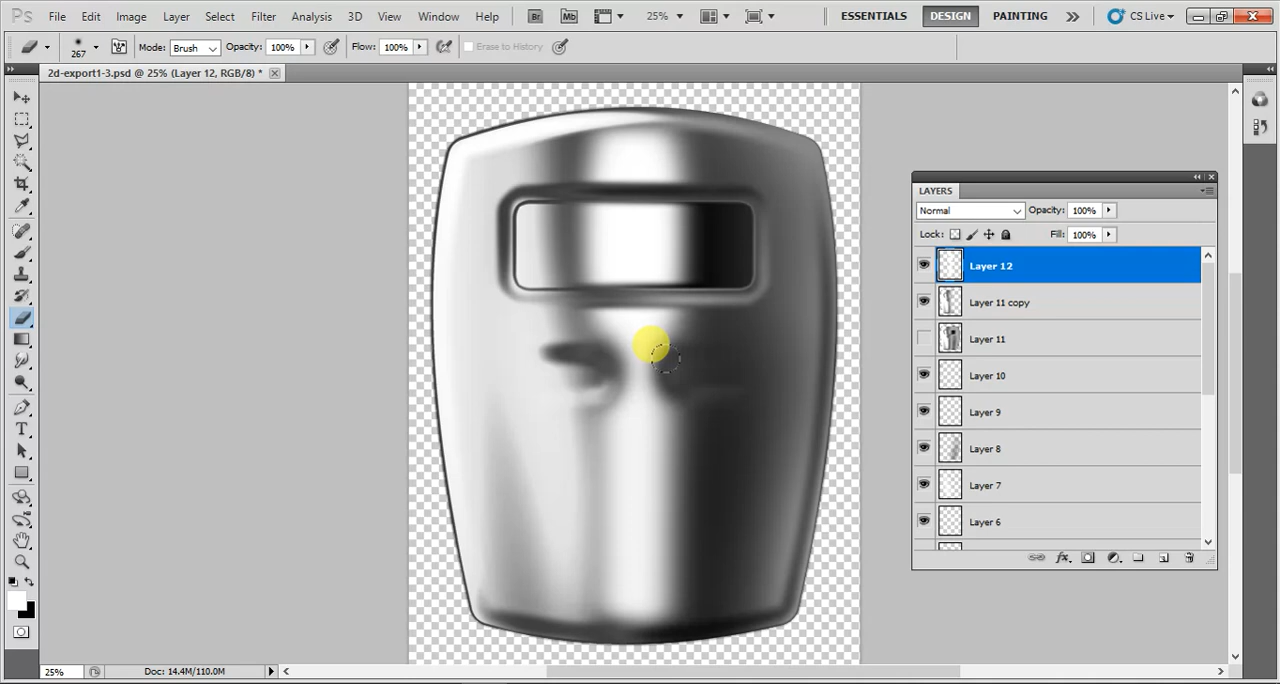 Ps File Edit Image Layer Select Filter Analysis 3D View Window Help Br Mb 25% ESSENTIALS DESIGN PAINTING CS Live
267 Mode: Brush Opacity: 100% Flow: 100% Erase to History
2d-export1-3.psd @ 25% (Layer 12, RGB/8) *
LAYERS
Normal Opacity: 100%
Lock: Fill: 100%
Layer 12
Layer 11 copy
Layer 11
Layer 10
Layer 9
Layer 8
Layer 7
Layer 6
25% Doc: 14.4M/110.0M